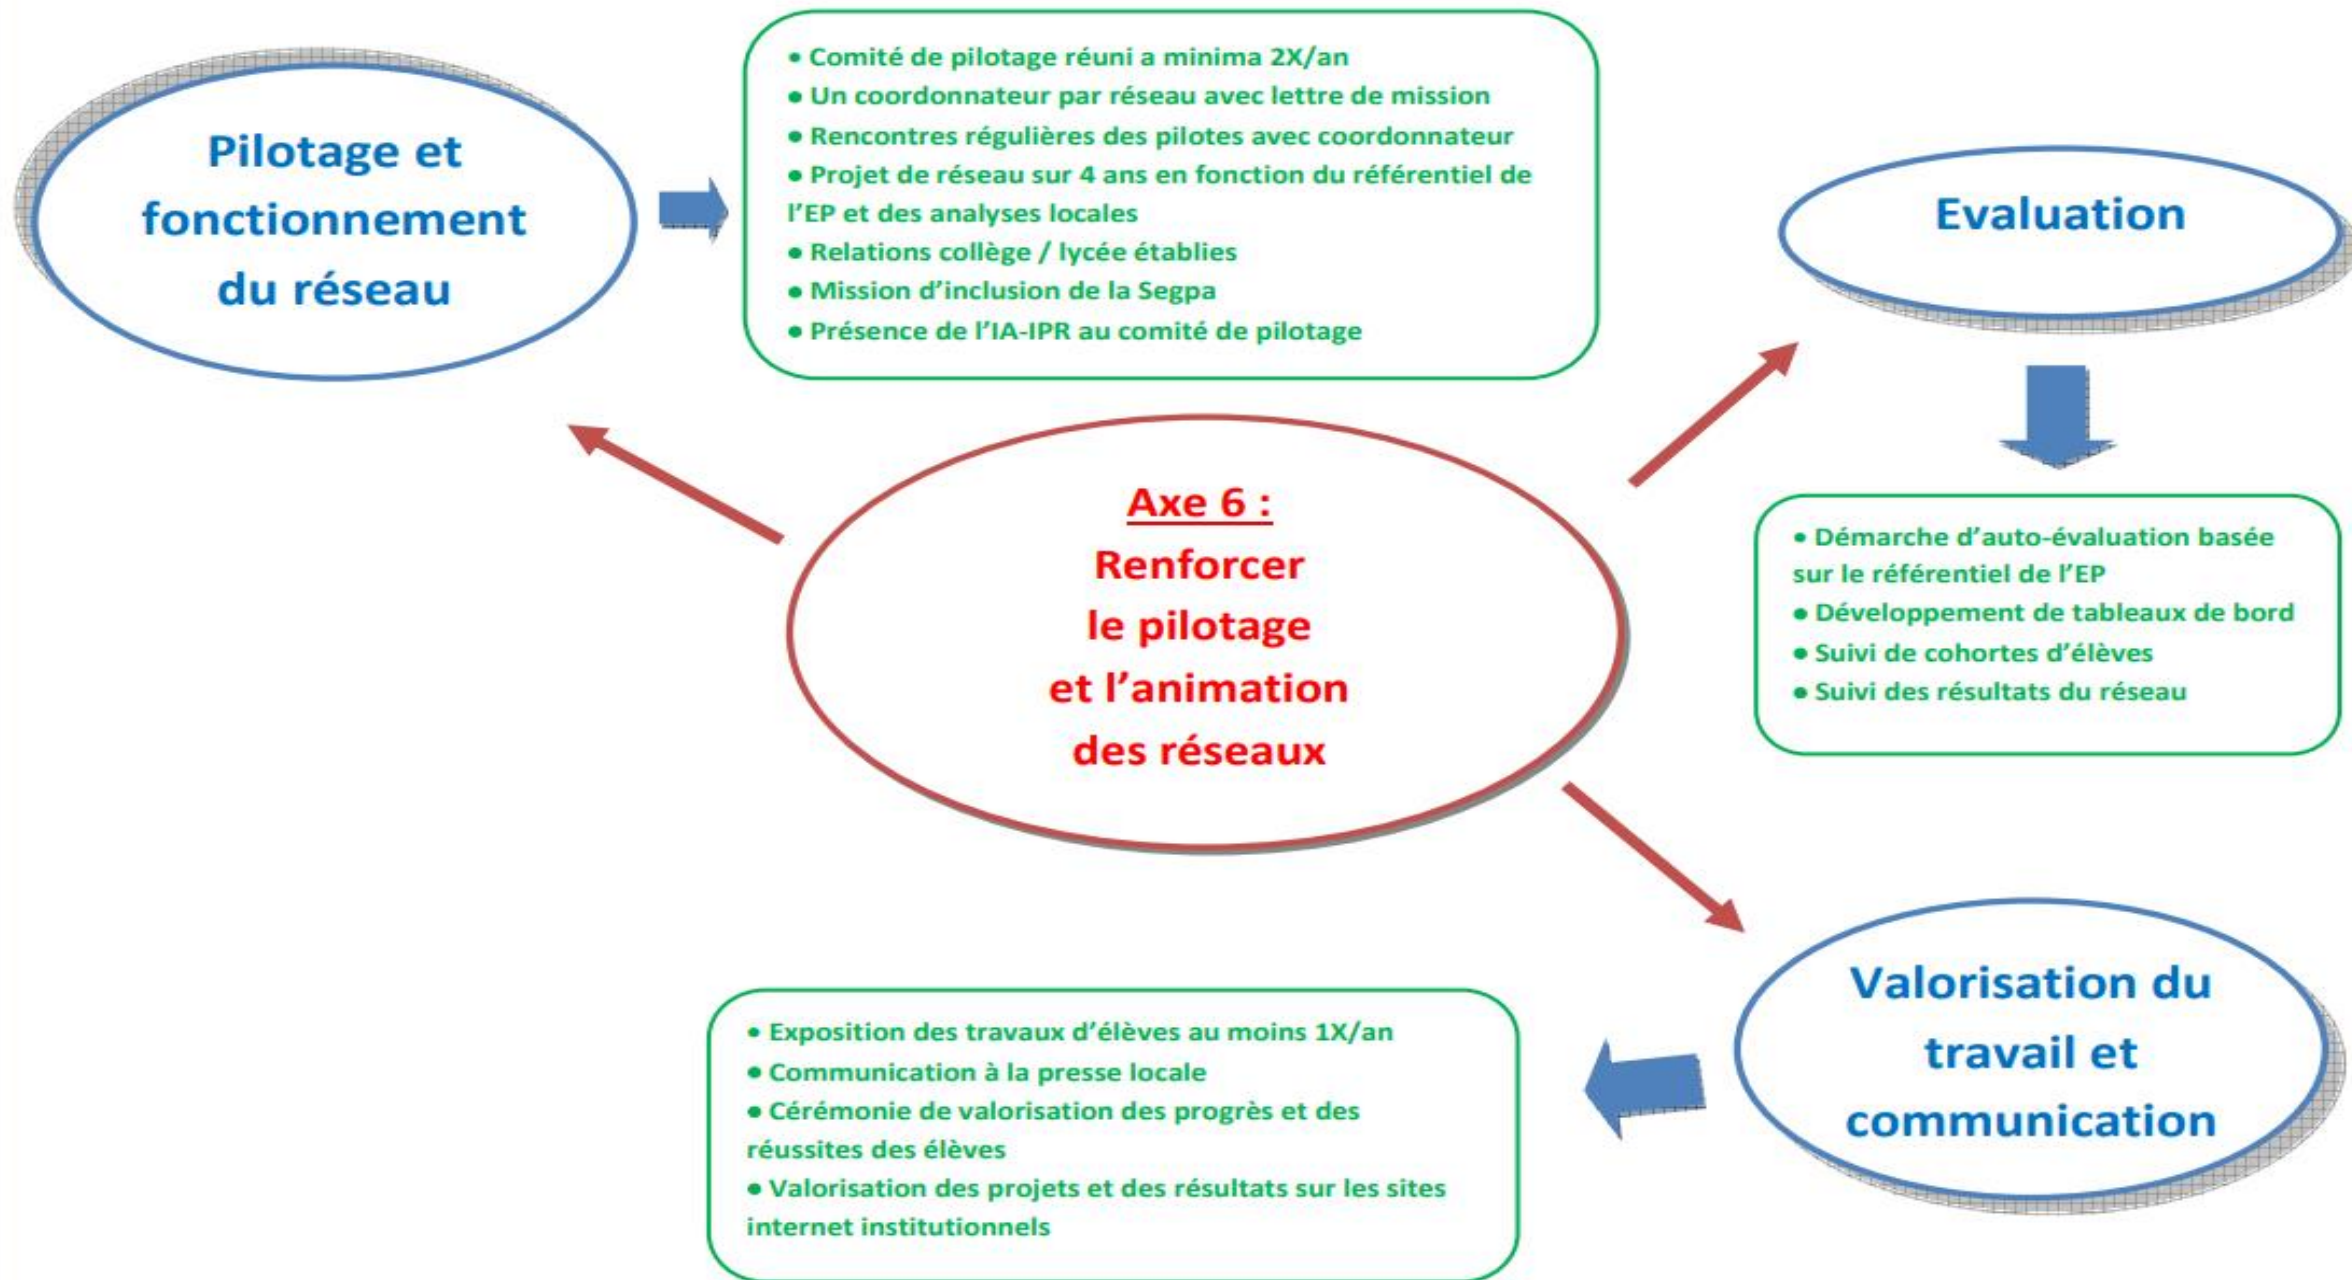 Pilotage et
fonctionnement
du réseau
• Comité de pilotage réuni a minima 2X/an
• Un coordonnateur par réseau avec lettre de mission
• Rencontres régulières des pilotes avec coordonnateur
• Projet de réseau sur 4 ans en fonction du référentiel de
l’EP et des analyses locales
• Relations collège / lycée établies
• Mission d’inclusion de la Segpa
• Présence de l’IA-IPR au comité de pilotage
Evaluation
• Démarche d’auto-évaluation basée
sur le référentiel de l’EP
• Développement de tableaux de bord
• Suivi de cohortes d’élèves
• Suivi des résultats du réseau
Axe 6 :
Renforcer
le pilotage
et l’animation
des réseaux
Valorisation du
travail et
communication
• Exposition des travaux d’élèves au moins 1X/an
• Communication à la presse locale
• Cérémonie de valorisation des progrès et des
réussites des élèves
• Valorisation des projets et des résultats sur les sites
internet institutionnels